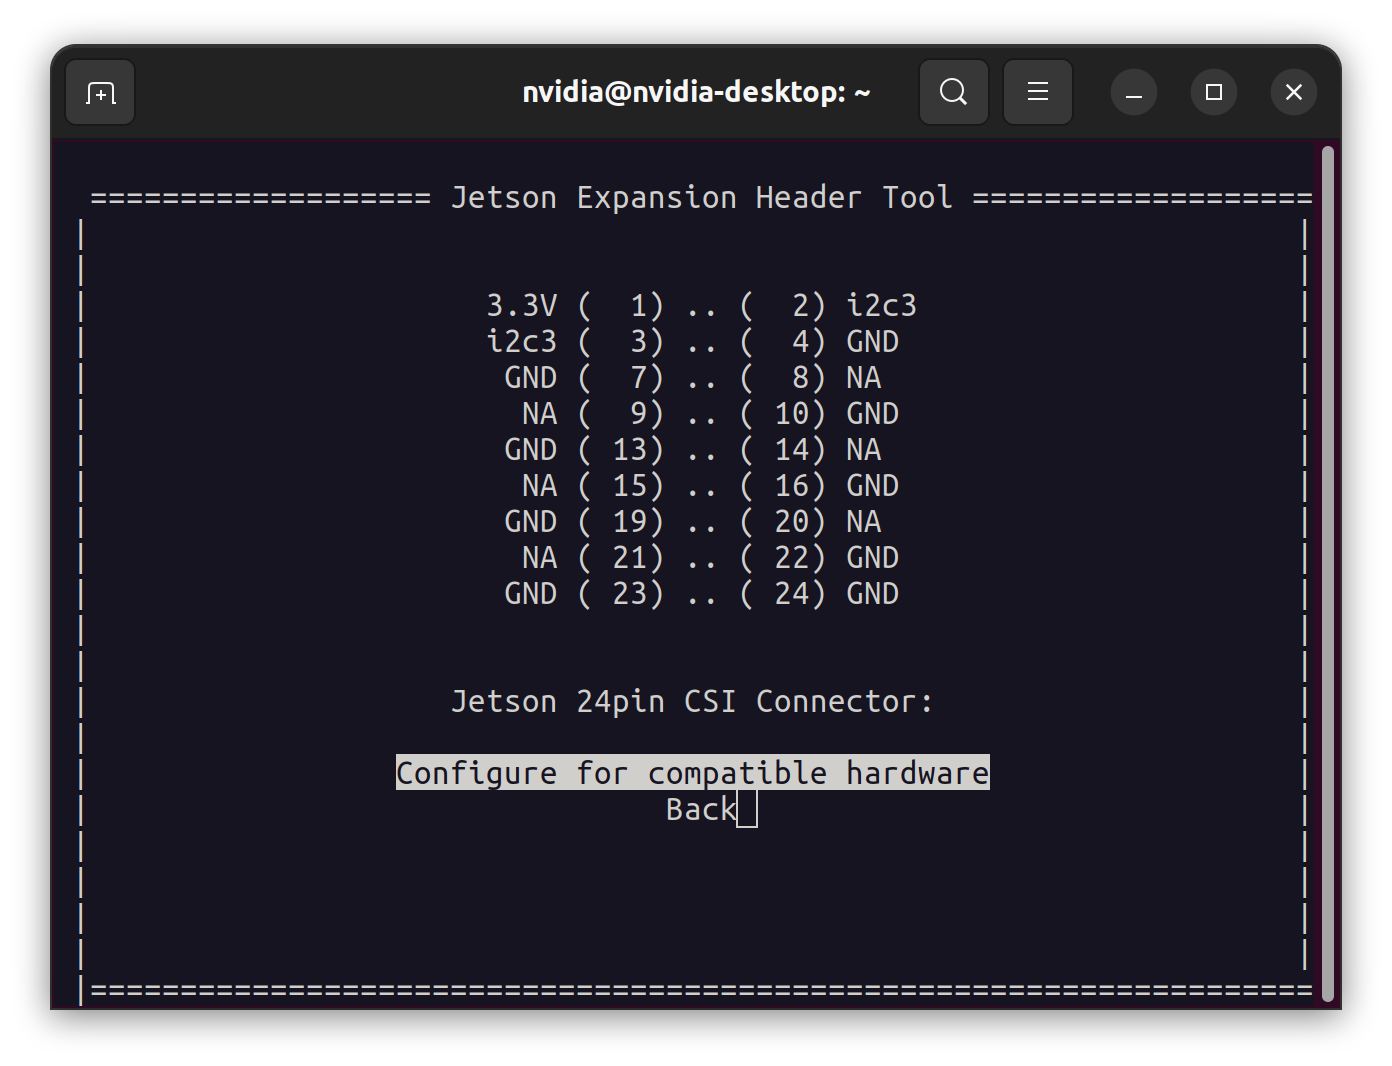 nvidia@nvidia-desktop: ~
=================== Jetson Expansion Header Tool ===================
3.3V (  1) .. (  2) i2c3
i2c3 (  3) .. (  4) GND
GND (  7) .. (  8) NA
NA (  9) .. ( 10) GND
GND ( 13) .. ( 14) NA
NA ( 15) .. ( 16) GND
GND ( 19) .. ( 20) NA
NA ( 21) .. ( 22) GND
GND ( 23) .. ( 24) GND
Jetson 24pin CSI Connector:
Configure for compatible hardware
Back
====================================================================